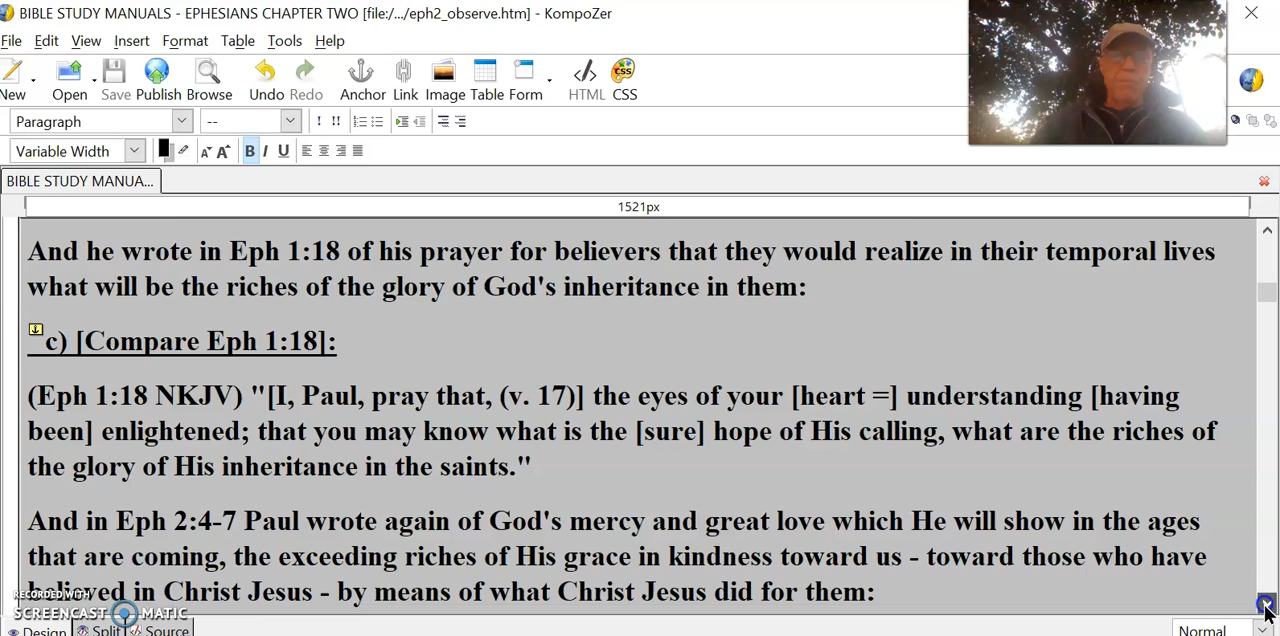 BIBLE STUDY MANUALS - EPHESIANS CHAPTER TWO [file:/.../eph2_observe.htm] - KompoZer
File Edit View Insert Format Table Tools Help
New Open Save Publish Browse Undo Redo Anchor Link Image Table Form HTML CSS
Paragraph -- ! !!
Variable Width A A B I U
BIBLE STUDY MANUA...
1521px
And he wrote in Eph 1:18 of his prayer for believers that they would realize in their temporal lives
what will be the riches of the glory of God's inheritance in them:
c) [Compare Eph 1:18]:
(Eph 1:18 NKJV) "[I, Paul, pray that, (v. 17)] the eyes of your [heart =] understanding [having
been] enlightened; that you may know what is the [sure] hope of His calling, what are the riches of
the glory of His inheritance in the saints."
And in Eph 2:4-7 Paul wrote again of God's mercy and great love which He will show in the ages
that are coming, the exceeding riches of His grace in kindness toward us - toward those who have
believed in Christ Jesus - by means of what Christ Jesus did for them:
RECORDED WITH
SCREENCAST MATIC
Design Split Source Normal